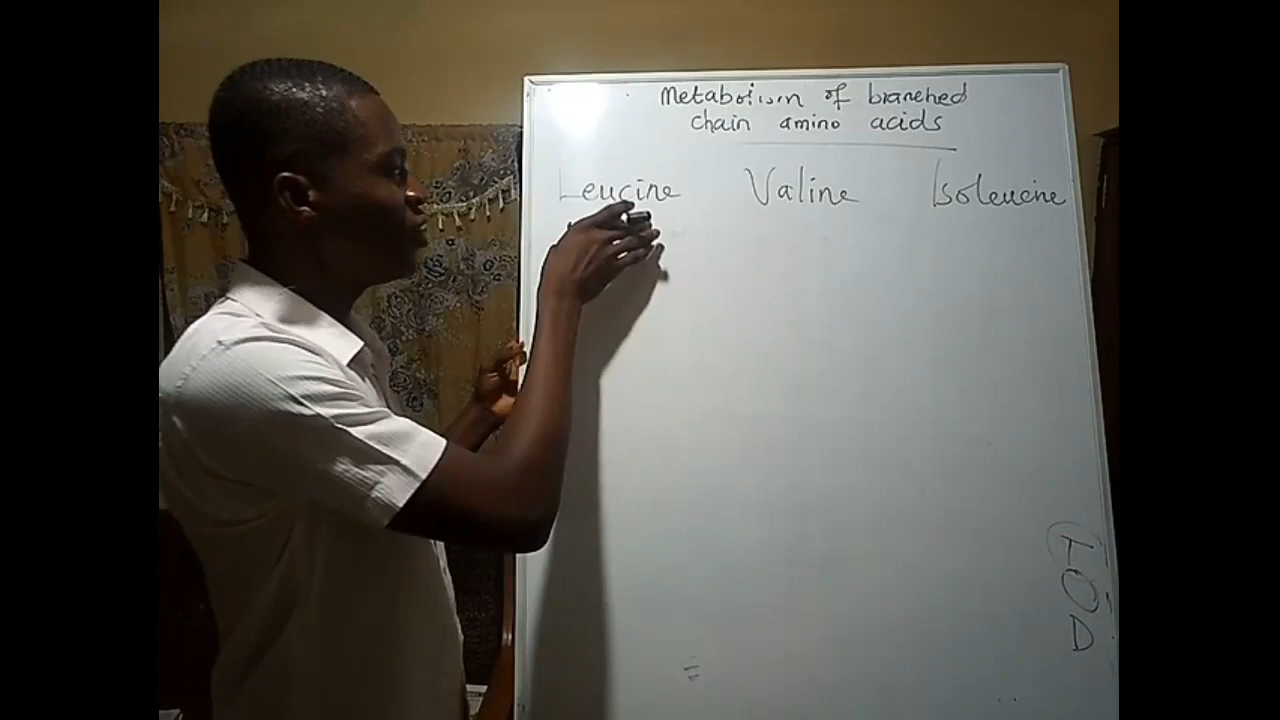 Metabolism of branched
chain amino acids
Leucine Valine Isoleucine